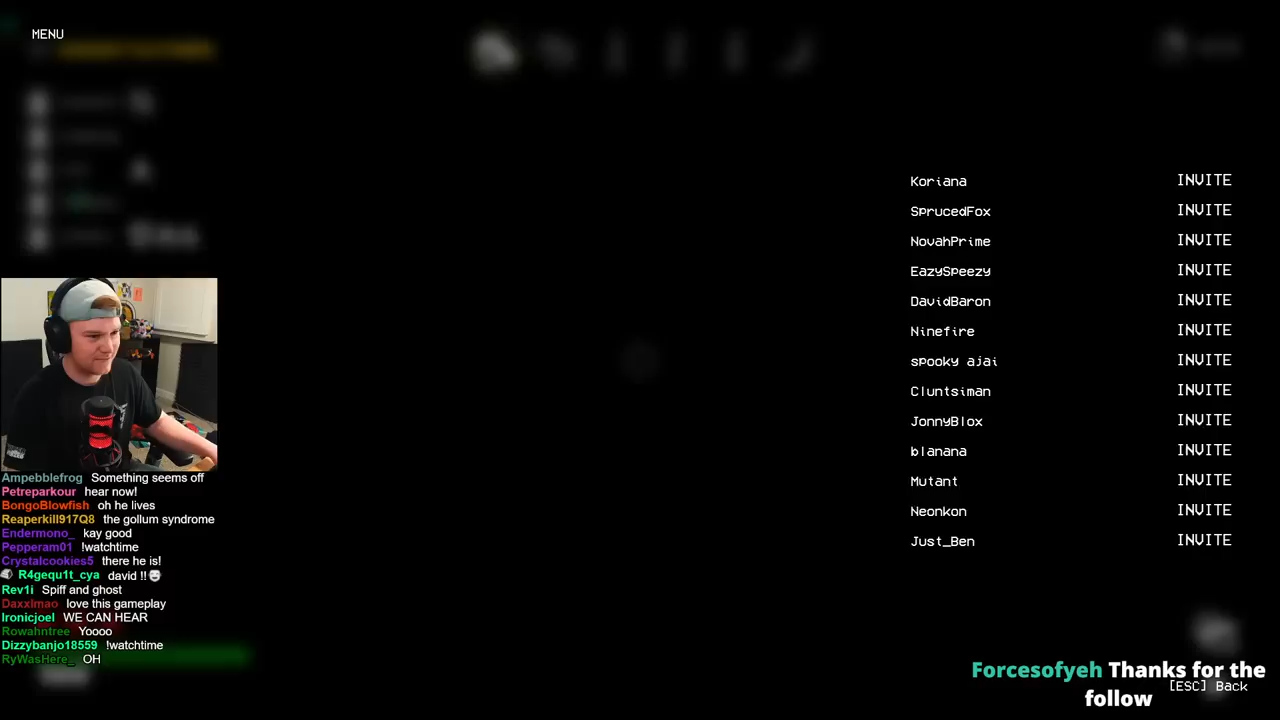 MENU
Koriana INVITE
SprucedFox INVITE
NovahPrime INVITE
EazySpeezy INVITE
DavidBaron INVITE
Ninefire INVITE
spooky ajai INVITE
Cluntsiman INVITE
JonnyBlox INVITE
blanana INVITE
Mutant INVITE
Neonkon INVITE
Just_Ben INVITE
Ampebblefrog Something seems off
Petreparkour hear now!
BongoBlowfish oh he lives
Reaperkill917Q8 the gollum syndrome
Endermono_ kay good
Pepperam01 !watchtime
Crystalcookies5 there he is!
R4gequ1t_cya david !!
Rev1i Spiff and ghost
Daxxlmao love this gameplay
Ironicjoel WE CAN HEAR
Rowahntree Yoooo
Dizzybanjo18559 !watchtime
RyWasHere_ OH
Forcesofyeh Thanks for the
follow
[ESC] Back